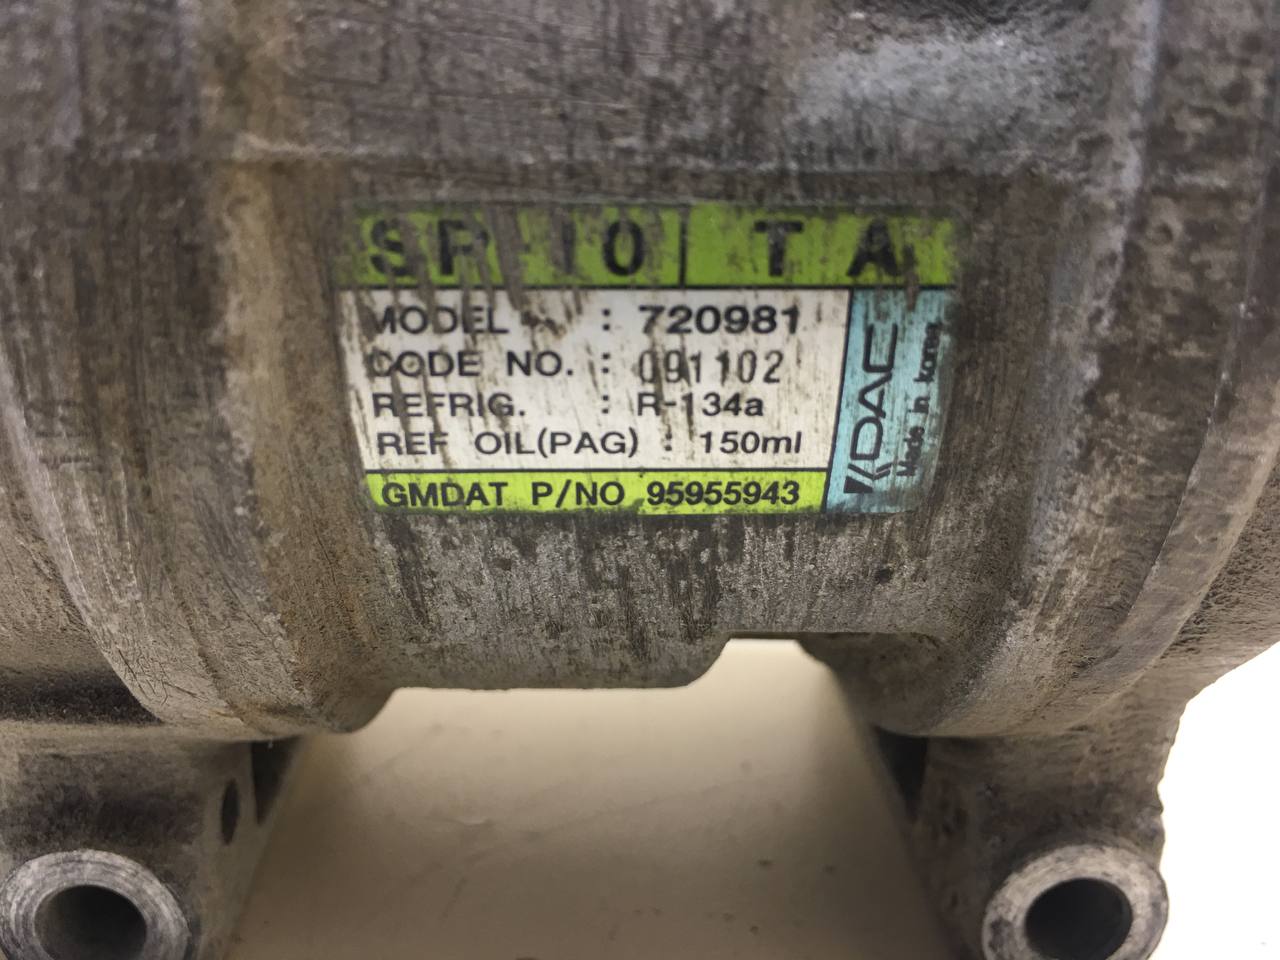 SP 10 TA
MODEL : 720981
CODE NO. : 091102
REFRIG. : R-134a
REF OIL(PAG) : 150ml
GMDAT P/NO 95955943
KDAC
Made in korea